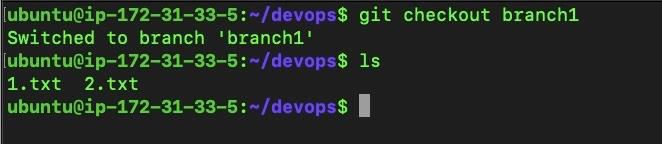 ubuntu@ip-172-31-33-5:~/devops$ git checkout branch1
Switched to branch 'branch1'
ubuntu@ip-172-31-33-5:~/devops$ ls
1.txt  2.txt
ubuntu@ip-172-31-33-5:~/devops$